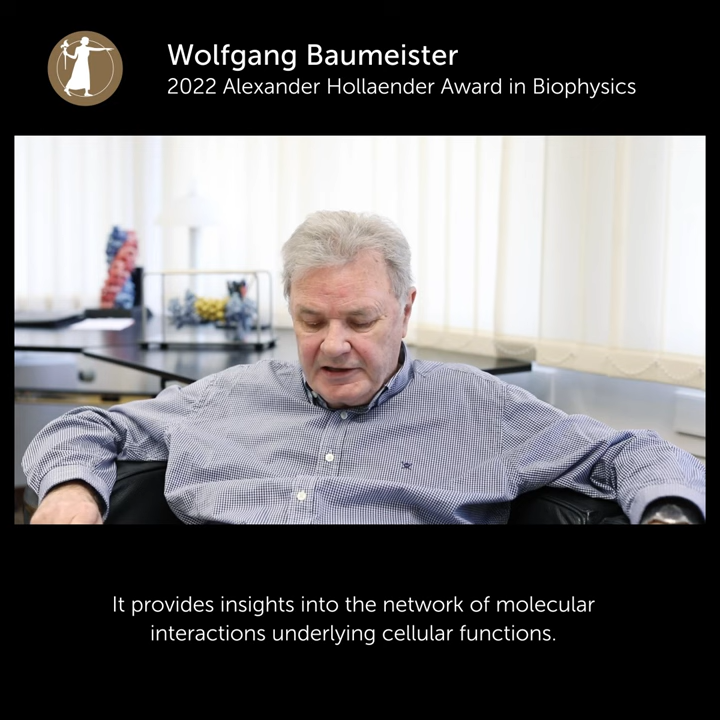 Wolfgang Baumeister
2022 Alexander Hollaender Award in Biophysics
It provides insights into the network of molecular
interactions underlying cellular functions.